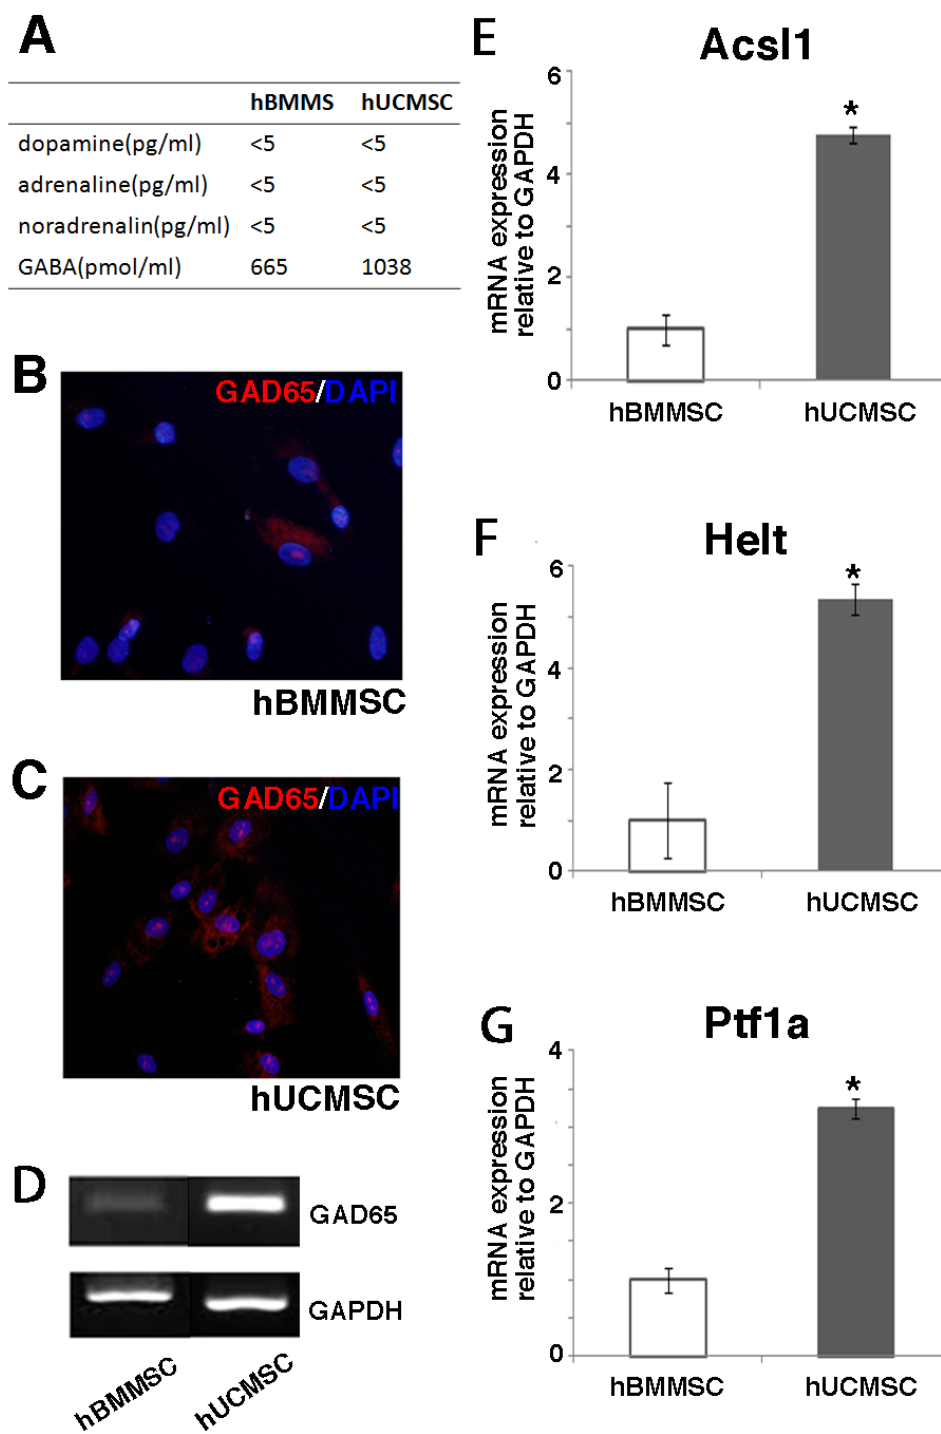 A
hBMMS hUCMSC
dopamine(pg/ml) <5 <5
adrenaline(pg/ml) <5 <5
noradrenalin(pg/ml) <5 <5
GABA(pmol/ml) 665 1038
B
GAD65/DAPI
hBMMSC
C
GAD65/DAPI
hUCMSC
D
GAD65
GAPDH
hBMMSC
hUCMSC
E
Acsl1
mRNA expression
relative to GAPDH
6
4
2
0
*
hBMMSC
hUCMSC
F
Helt
mRNA expression
relative to GAPDH
6
4
2
0
*
hBMMSC
hUCMSC
G
Ptf1a
mRNA expression
relative to GAPDH
4
2
0
*
hBMMSC
hUCMSC